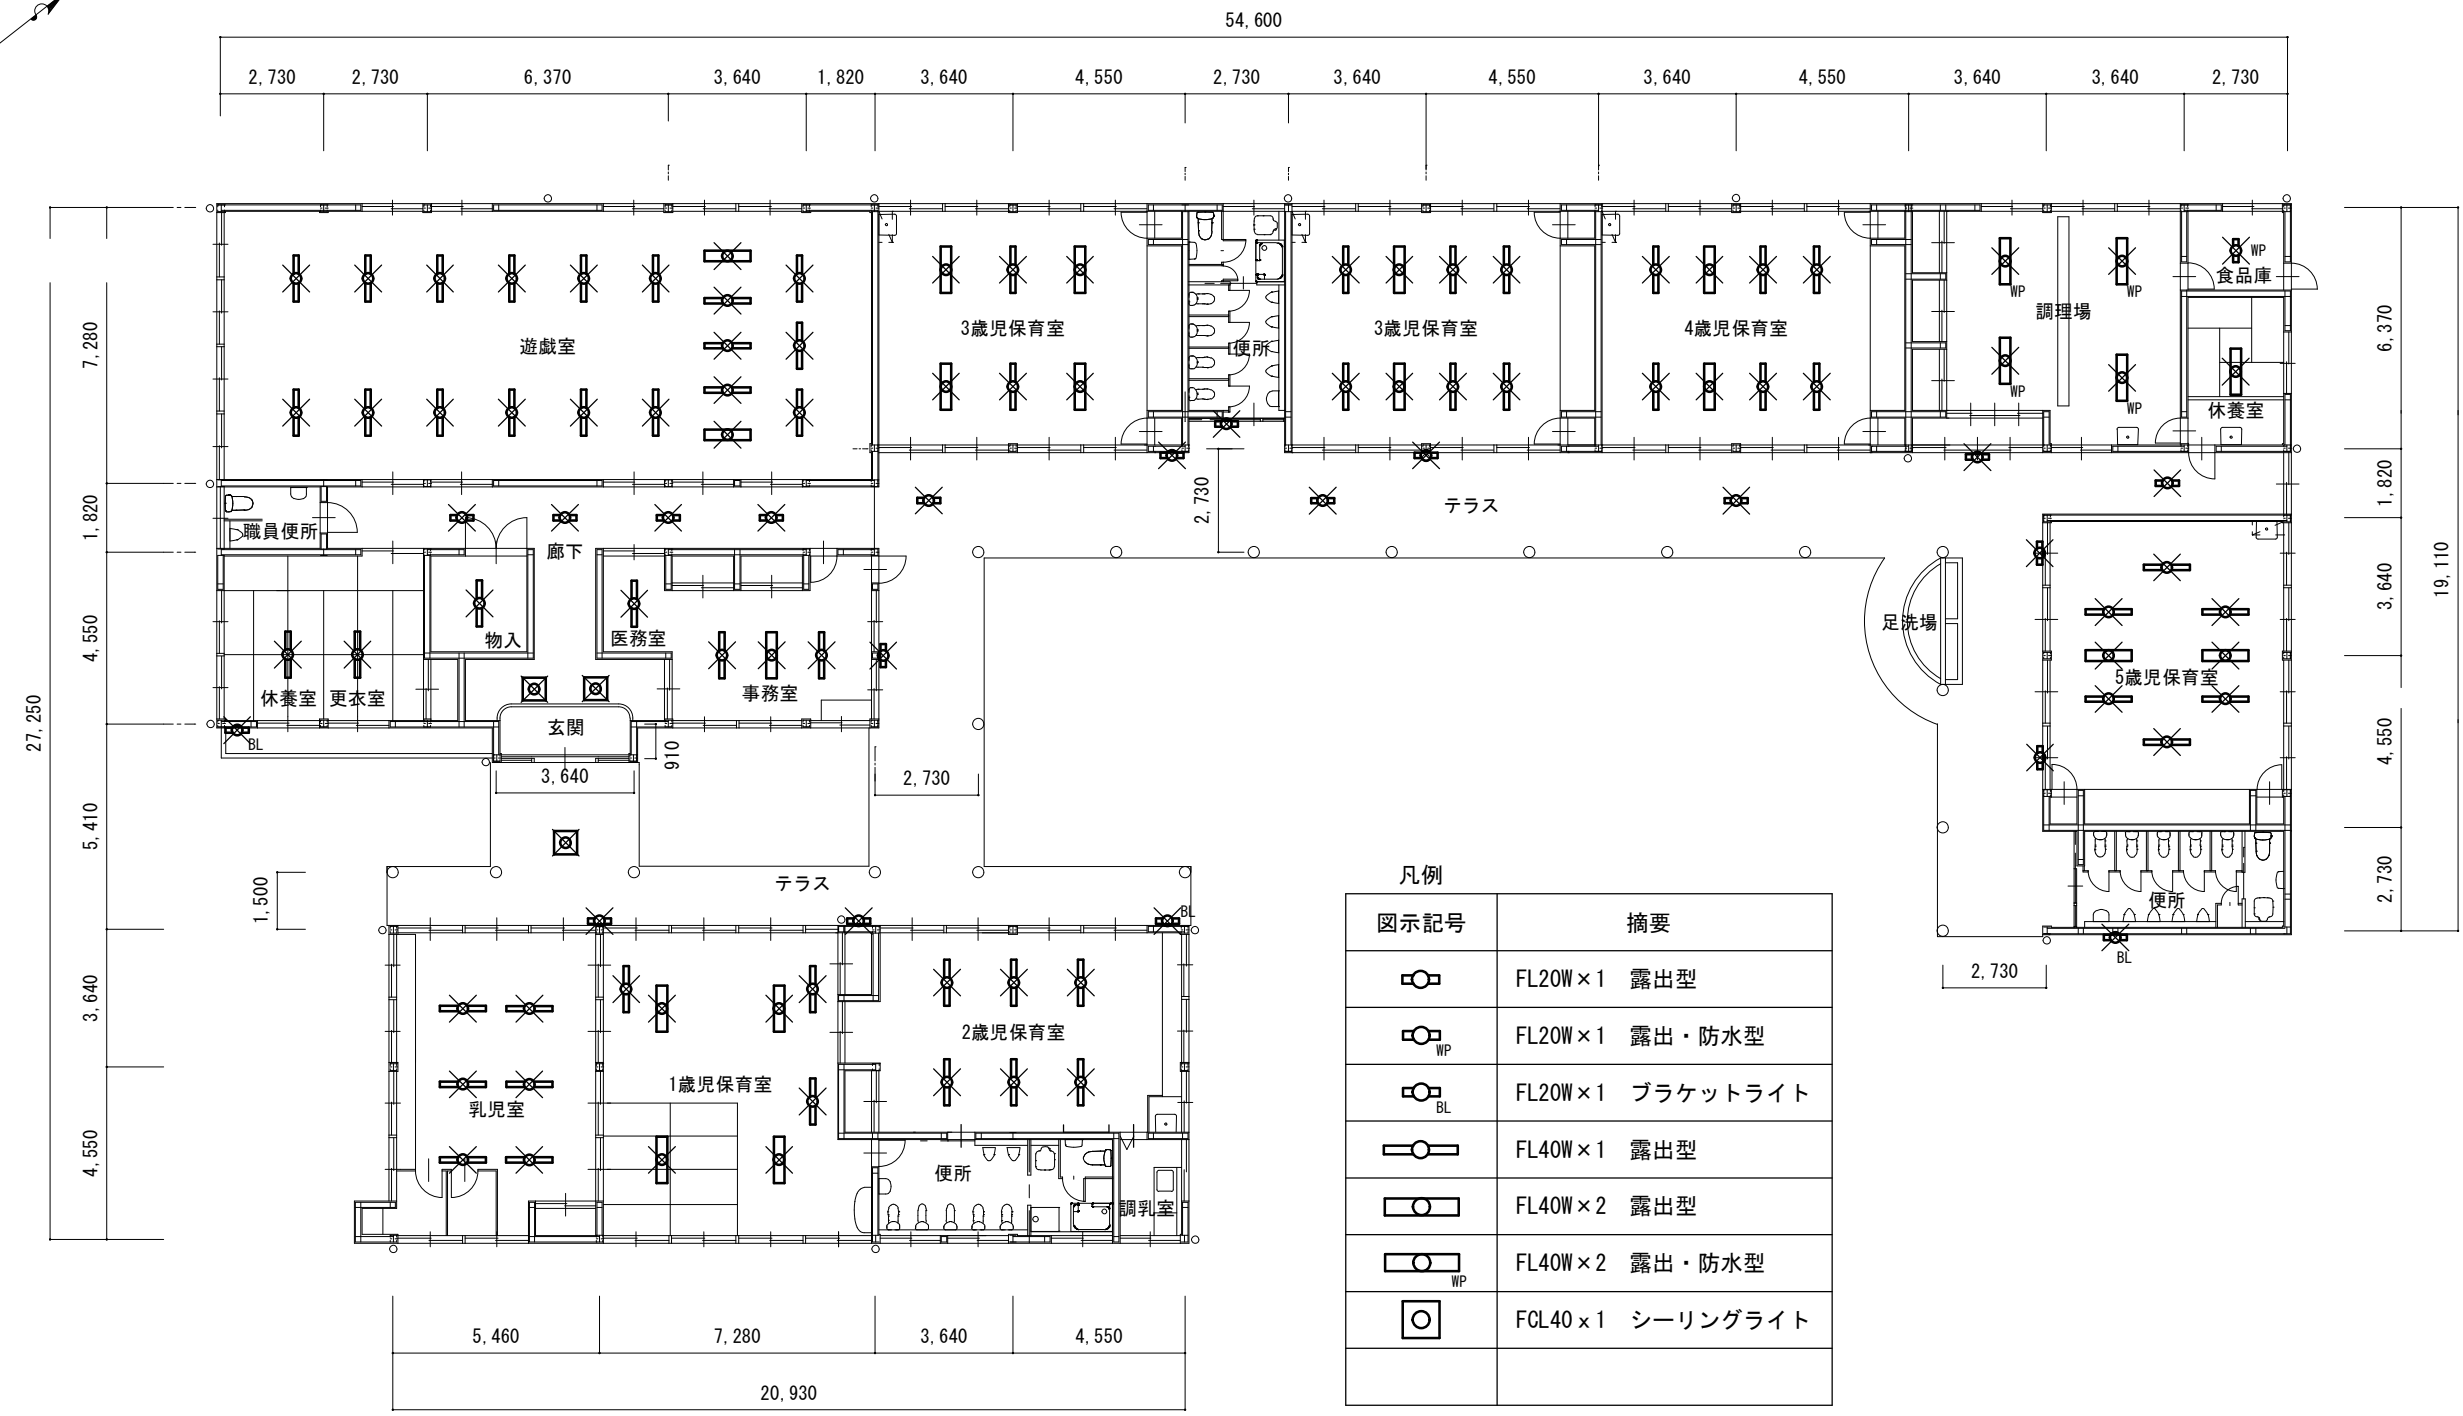 S
54,600
2,730 2,730 6,370 3,640 1,820 3,640 4,550 2,730 3,640 4,550 3,640 4,550 3,640 3,640 2,730
27,250
7,280
1,820
4,550
5,410
1,500
3,640
4,550
遊戯室
3歳児保育室
便所
3歳児保育室
4歳児保育室
WP
WP
WP
WP
調理場
WP
食品庫
休養室
6,370
1,820
3,640
4,550
2,730
19,110
2,730
テラス
職員便所
廊下
物入
医務室
休養室
更衣室
事務室
玄関
BL
3,640
910
2,730
足洗場
5歳児保育室
便所
BL
2,730
テラス
BL
乳児室
1歳児保育室
2歳児保育室
便所
調乳室
5,460 7,280 3,640 4,550
20,930
凡例
図示記号 摘要
FL20W×1 露出型
WP FL20W×1 露出・防水型
BL FL20W×1 ブラケットライト
FL40W×1 露出型
FL40W×2 露出型
WP FL40W×2 露出・防水型
FCL40x1 シーリングライト